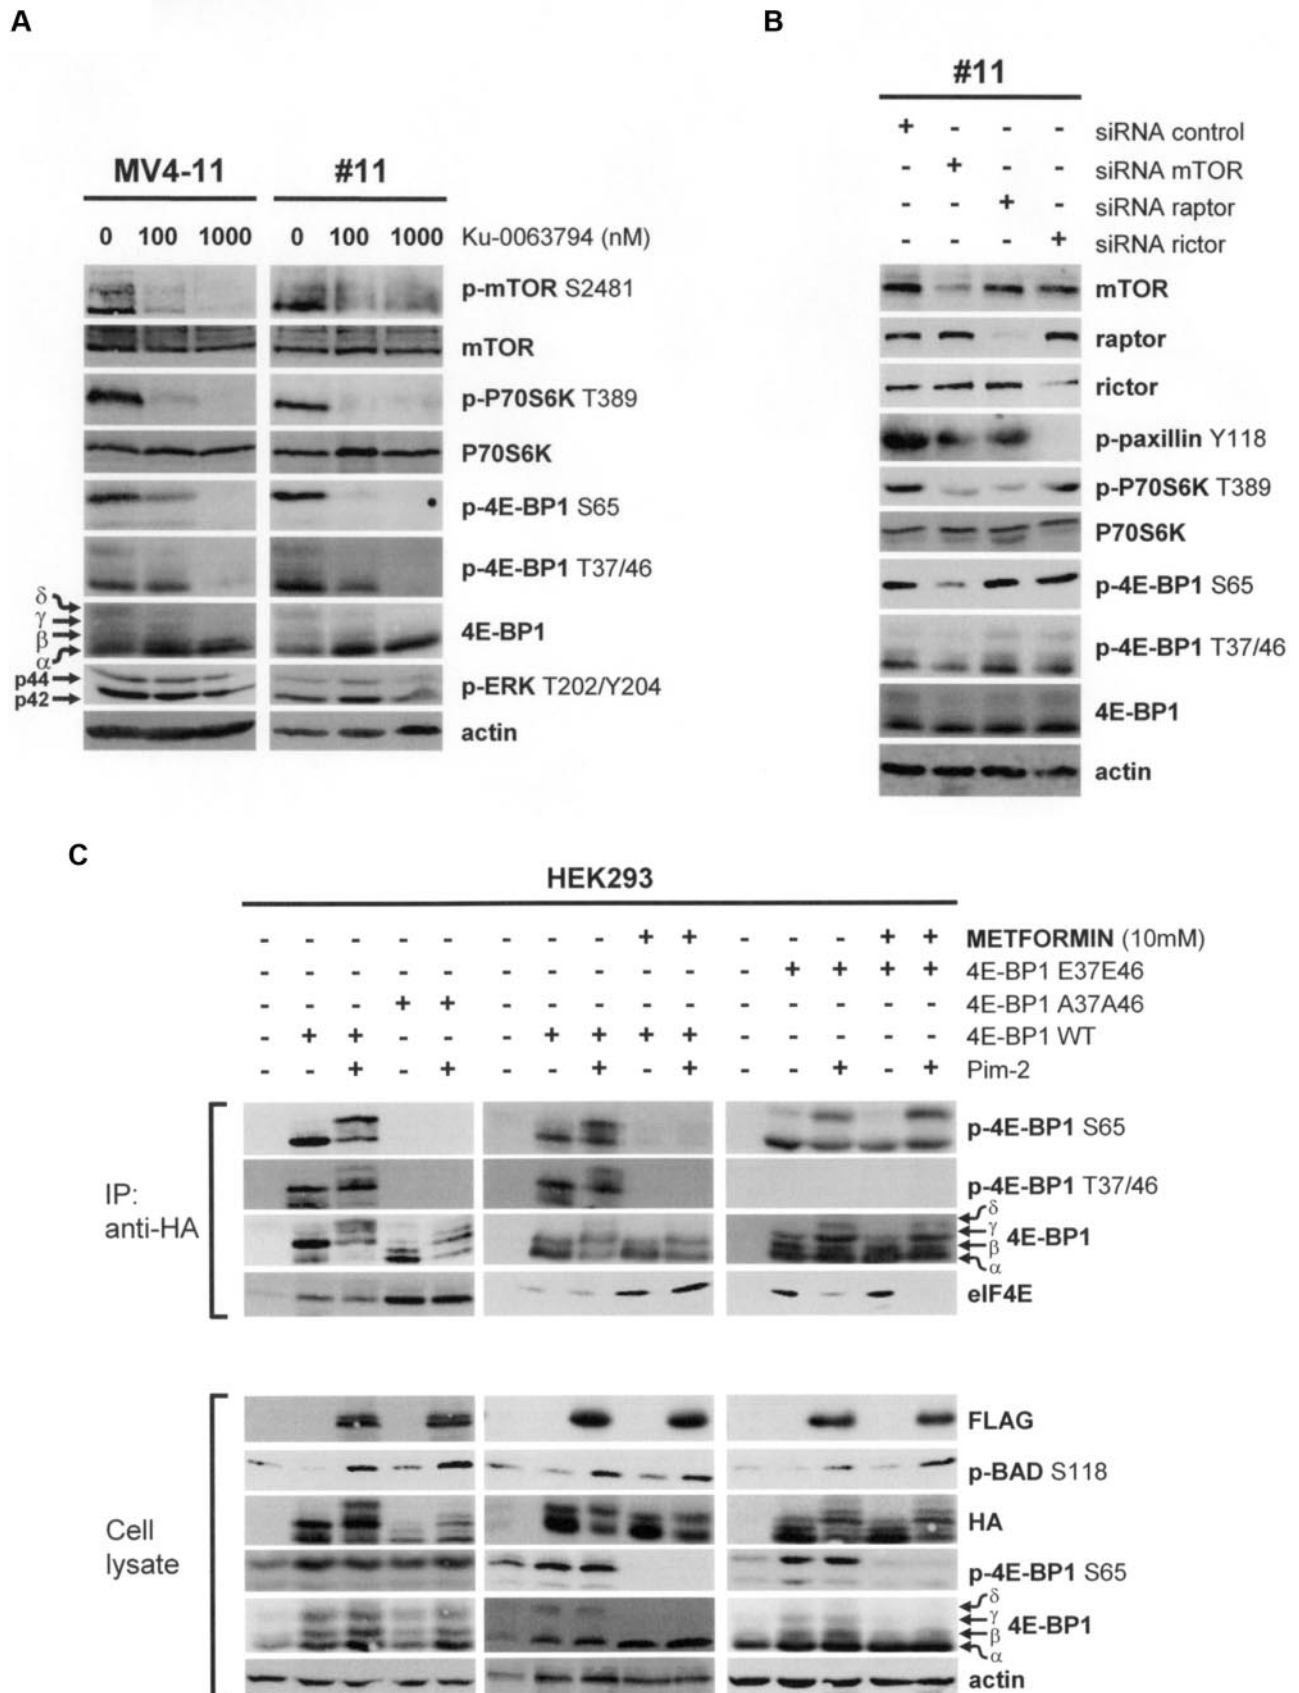 A
MV4-11 #11
0 100 1000 0 100 1000 Ku-0063794 (nM)
p-mTOR S2481
mTOR
p-P70S6K T389
P70S6K
p-4E-BP1 S65
p-4E-BP1 T37/46
δ
γ
β
α
4E-BP1
p44
p42
p-ERK T202/Y204
actin
B
#11
+ - - - siRNA control
- + - - siRNA mTOR
- - + - siRNA raptor
- - - + siRNA rictor
mTOR
raptor
rictor
p-paxillin Y118
p-P70S6K T389
P70S6K
p-4E-BP1 S65
p-4E-BP1 T37/46
4E-BP1
actin
C
HEK293
- - - - - - - - + + - - - + + METFORMIN (10mM)
- - - - - - - - - - - + + + + 4E-BP1 E37E46
- - - + + - - - - - - - - - - 4E-BP1 A37A46
- + + - - - + + + + - - - - - 4E-BP1 WT
- - + - + - - + - + - - + - + Pim-2
IP:
anti-HA
p-4E-BP1 S65
p-4E-BP1 T37/46
δ
γ
β
α
4E-BP1
eIF4E
Cell
lysate
FLAG
p-BAD S118
HA
p-4E-BP1 S65
δ
γ
β
α
4E-BP1
actin